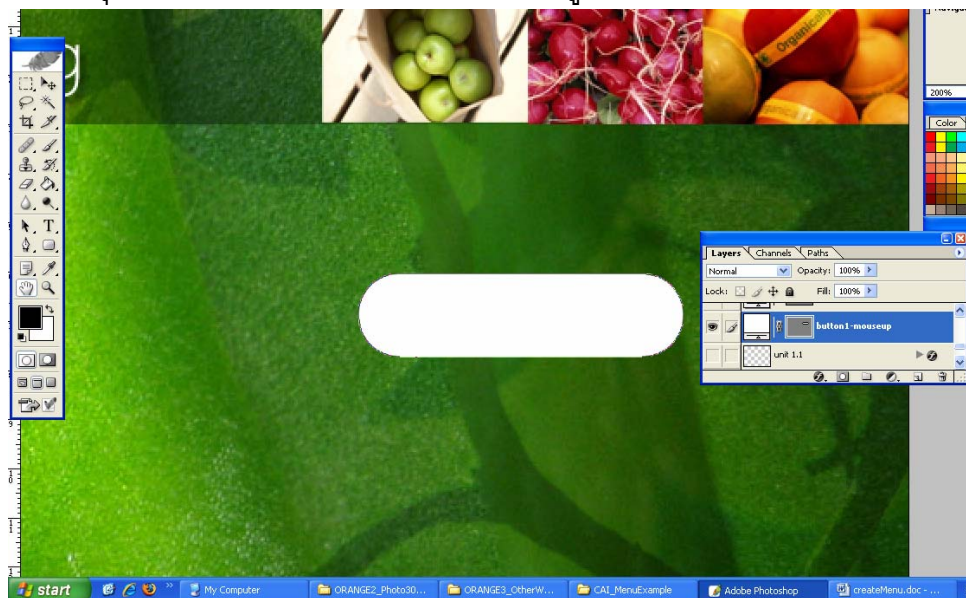 Organically
200%
Color
Layers Channels Paths
Normal Opacity: 100%
Lock: Fill: 100%
button1-mouseup
unit 1.1
start My Computer ORANGE2_Photo30... ORANGE3_OtherW... CAI_MenuExample Adobe Photoshop createMenu.doc - ...